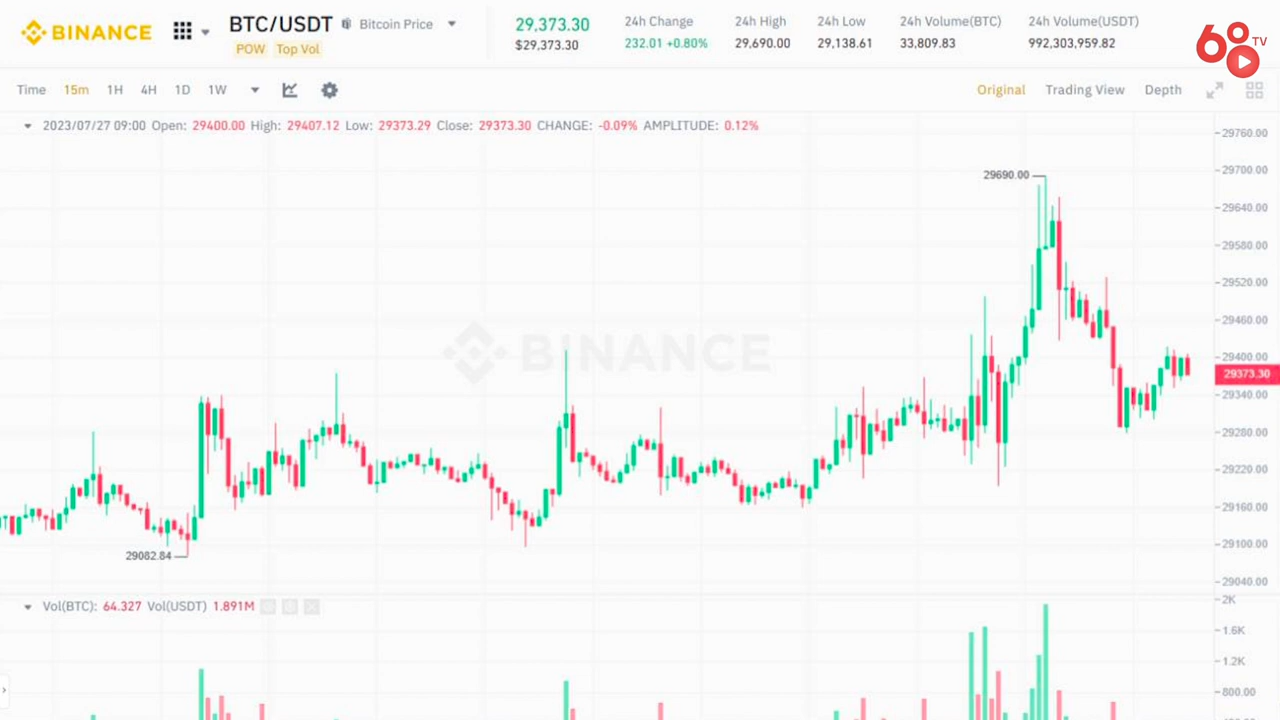 BINANCE
BTC/USDT Bitcoin Price
POW Top Vol
29,373.30
$29,373.30
24h Change
232.01 +0.80%
24h High
29,690.00
24h Low
29,138.61
24h Volume(BTC)
33,809.83
24h Volume(USDT)
992,303,959.82
68 TV
Time 15m 1H 4H 1D 1W
Original Trading View Depth
2023/07/27 09:00 Open: 29400.00 High: 29407.12 Low: 29373.29 Close: 29373.30 CHANGE: -0.09% AMPLITUDE: 0.12%
29760.00
29700.00
29690.00
29640.00
29580.00
29520.00
29460.00
29400.00
BINANCE
29373.30
29340.00
29280.00
29220.00
29160.00
29100.00
29082.84
29040.00
Vol(BTC): 64.327 Vol(USDT) 1.891M
2K
1.6K
1.2K
800.00